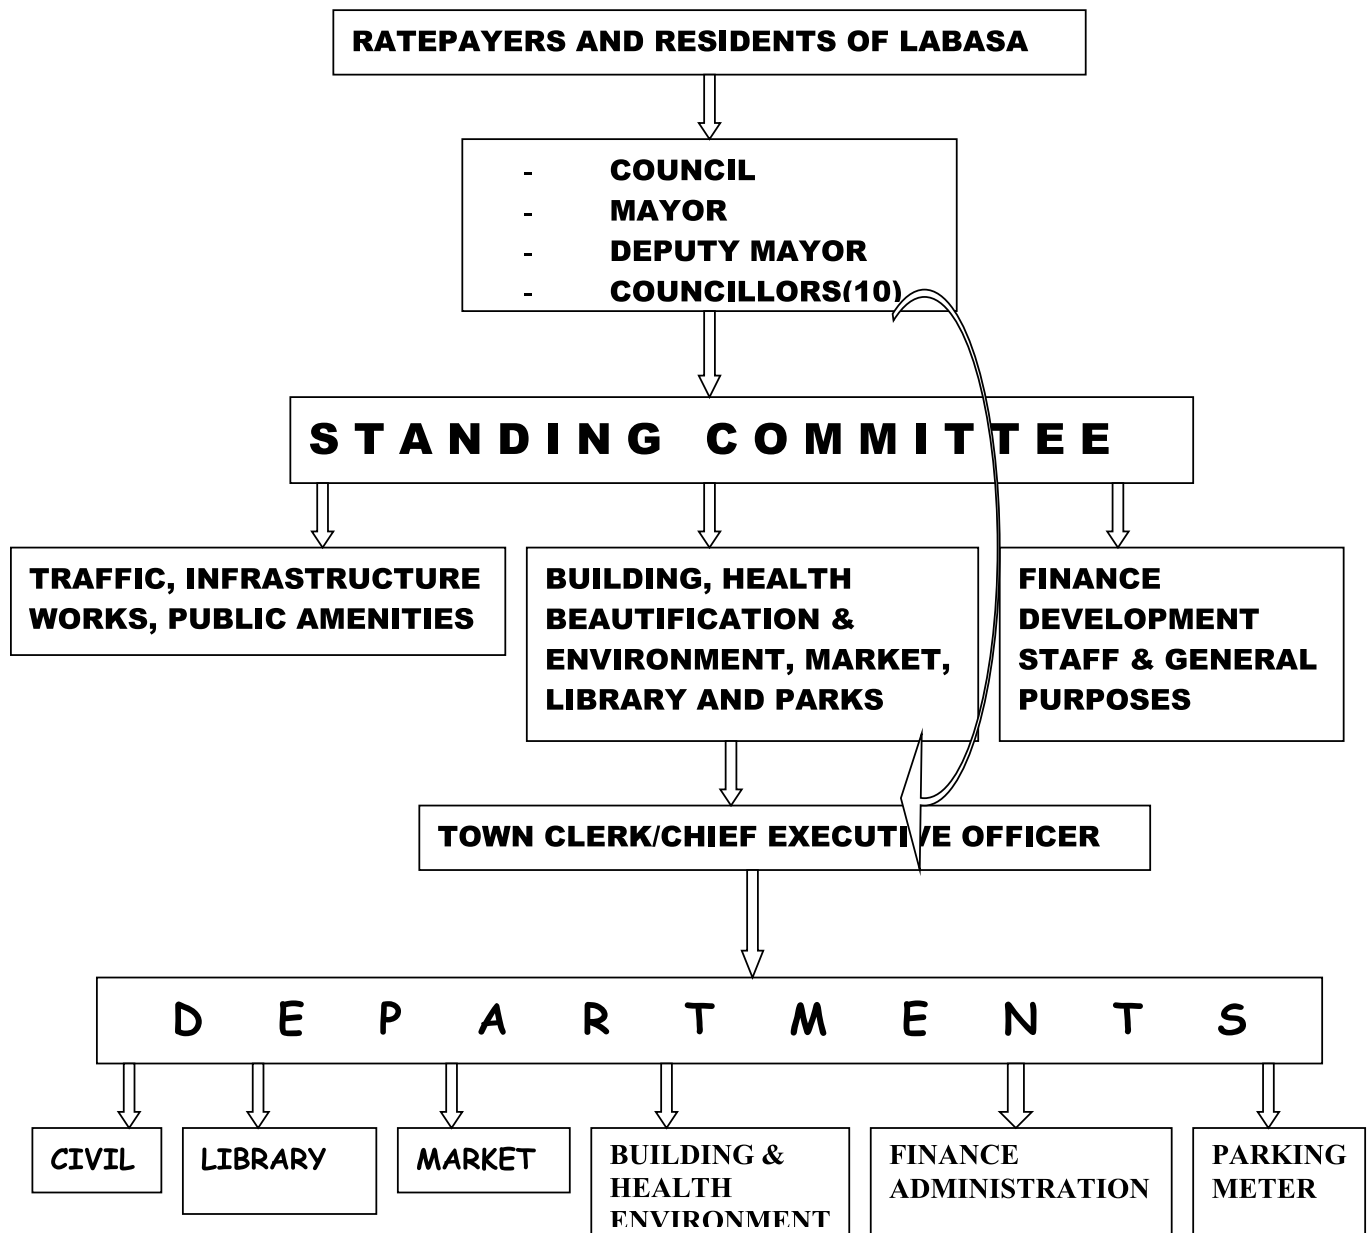 RATEPAYERS AND RESIDENTS OF LABASA
- COUNCIL
- MAYOR
- DEPUTY MAYOR
- COUNCILLORS(10)
STANDING COMMITTEE
TRAFFIC, INFRASTRUCTURE
WORKS, PUBLIC AMENITIES
BUILDING, HEALTH
BEAUTIFICATION &
ENVIRONMENT, MARKET,
LIBRARY AND PARKS
FINANCE
DEVELOPMENT
STAFF & GENERAL
PURPOSES
TOWN CLERK/CHIEF EXECUTIVE OFFICER
DEPARTMENTS
CIVIL
LIBRARY
MARKET
BUILDING &
HEALTH
ENVIRONMENT
FINANCE
ADMINISTRATION
PARKING
METER